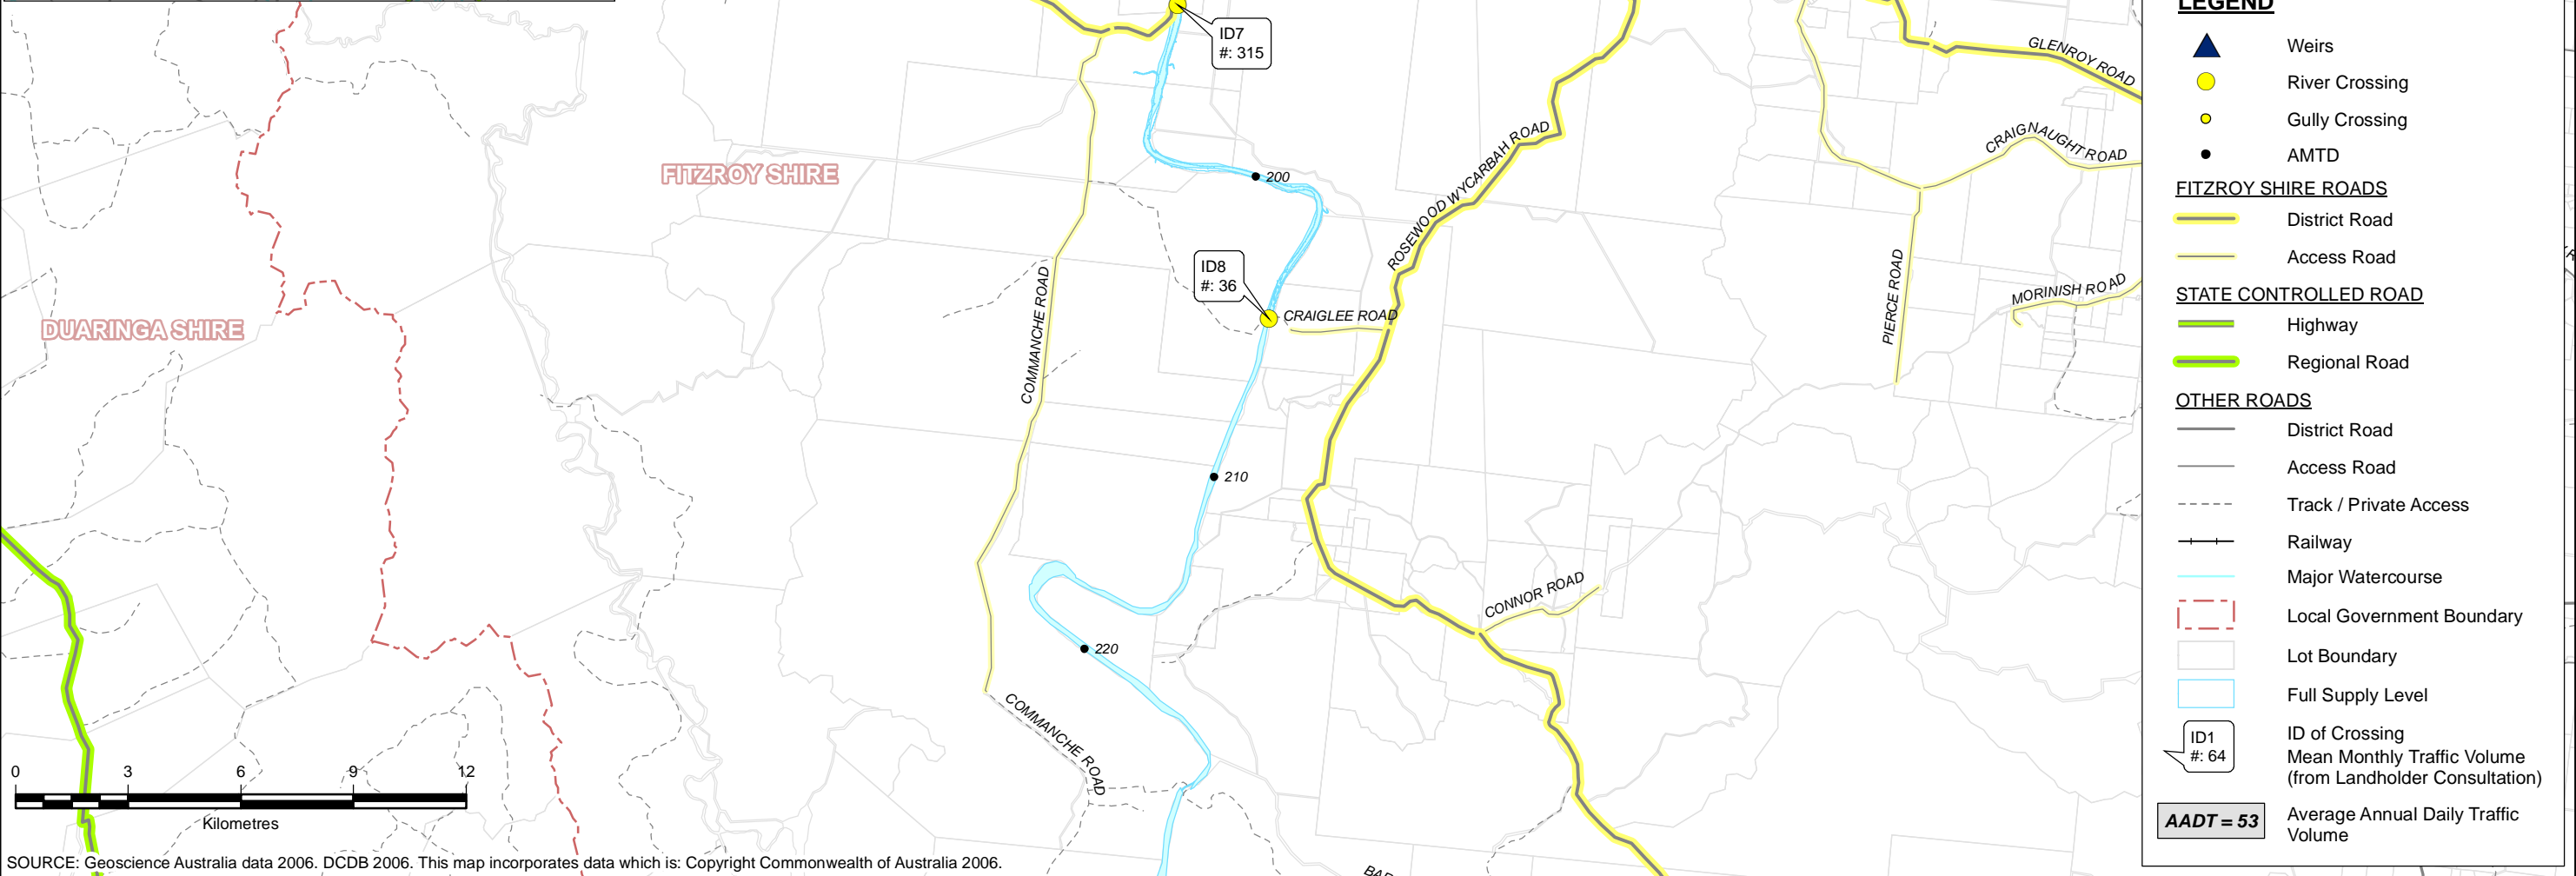 ID7
#: 315
FITZROY SHIRE
200
ROSEWOOD WYCARBAH ROAD
GLENROY ROAD
CRAIGNAUGHT ROAD
ID8
#: 36
CRAIGLEE ROAD
COMMANCHE ROAD
DUARINGA SHIRE
PIERCE ROAD
MORINISH ROAD
210
CONNOR ROAD
220
COMMANCHE ROAD
0 3 6 9 12
Kilometres
SOURCE: Geoscience Australia data 2006. DCDB 2006. This map incorporates data which is: Copyright Commonwealth of Australia 2006.
LEGEND
Weirs
River Crossing
Gully Crossing
AMTD
FITZROY SHIRE ROADS
District Road
Access Road
STATE CONTROLLED ROAD
Highway
Regional Road
OTHER ROADS
District Road
Access Road
Track / Private Access
Railway
Major Watercourse
Local Government Boundary
Lot Boundary
Full Supply Level
ID1
#: 64
ID of Crossing
Mean Monthly Traffic Volume
(from Landholder Consultation)
AADT = 53
Average Annual Daily Traffic
Volume